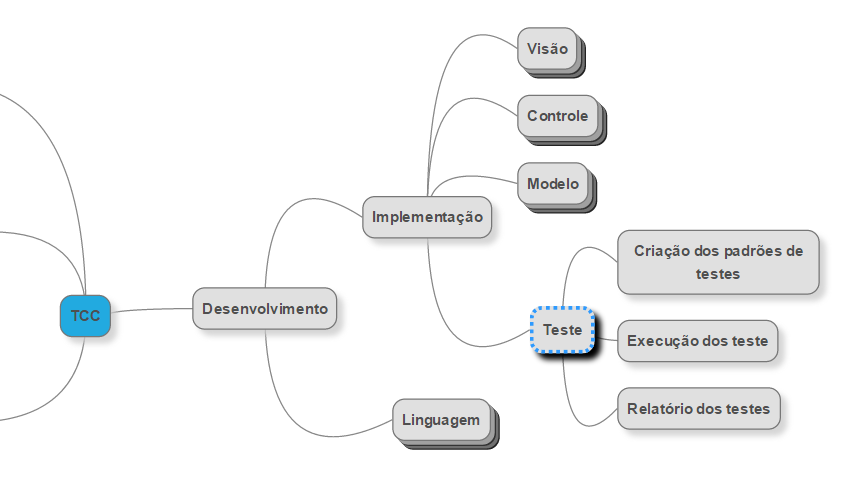 Visão
Controle
Modelo
Implementação
Criação dos padrões de
testes
TCC
Desenvolvimento
Teste
Execução dos teste
Relatório dos testes
Linguagem